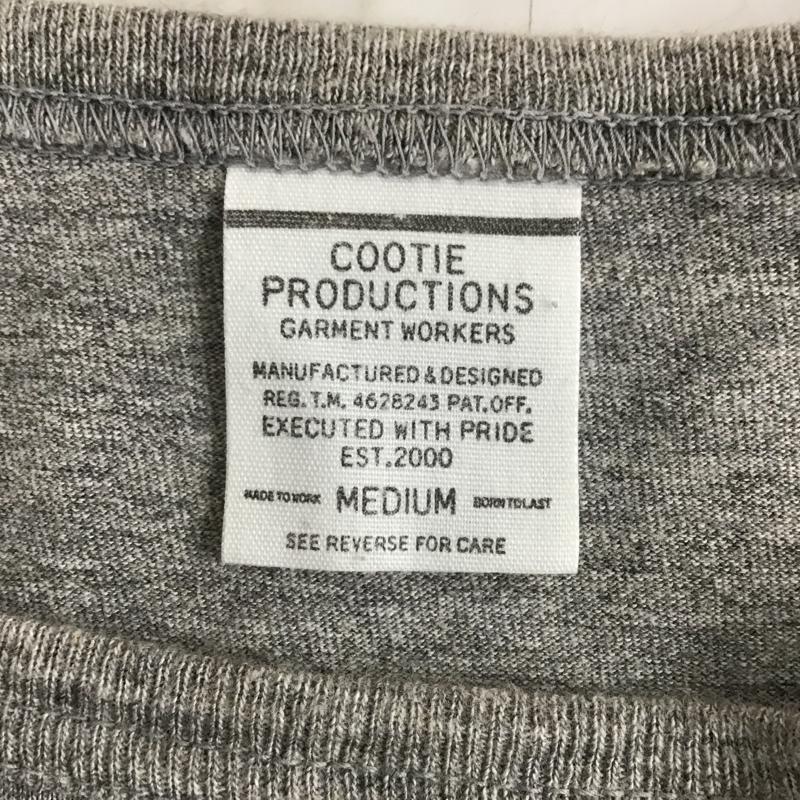 COOTIE
PRODUCTIONS
GARMENT WORKERS
MANUFACTURED & DESIGNED
REG. T.M. 4628243 PAT. OFF.
EXECUTED WITH PRIDE
EST.2000
MADE TO WORK MEDIUM BORN TO LAST
SEE REVERSE FOR CARE